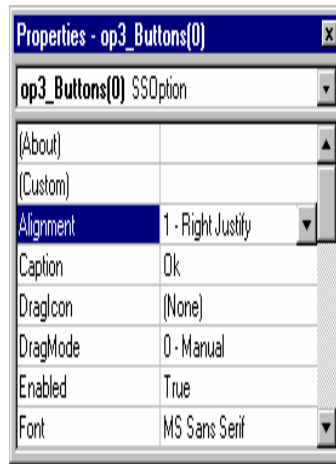 Properties - op3_Buttons(0)
op3_Buttons(0) SSOption
(About)
(Custom)
Alignment 1 - Right Justify
Caption Ok
DragIcon (None)
DragMode 0 - Manual
Enabled True
Font MS Sans Serif